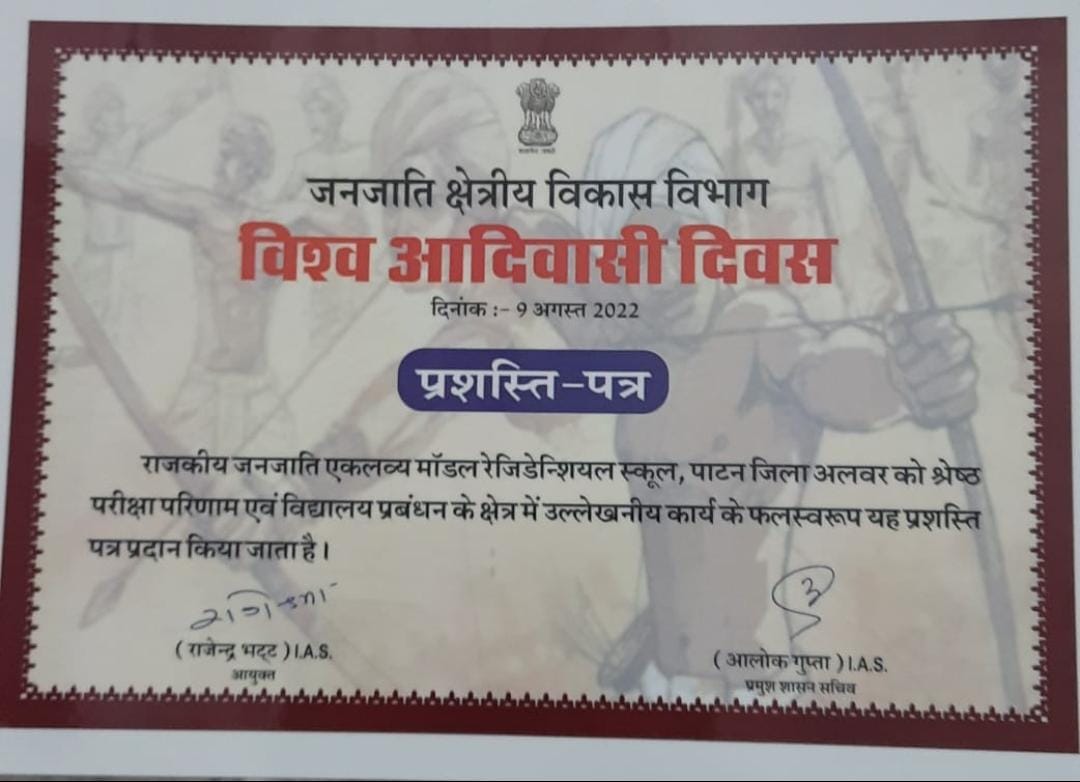 जनजाति क्षेत्रीय विकास विभाग
विश्व आदिवासी दिवस
दिनांक :- 9 अगस्त 2022
प्रशस्ति-पत्र
राजकीय जनजाति एकलव्य मॉडल रेजिडेन्शियल स्कूल, पाटन जिला अलवर को श्रेष्ठ
परीक्षा परिणाम एवं विद्यालय प्रबंधन के क्षेत्र में उल्लेखनीय कार्य के फलस्वरूप यह प्रशस्ति
पत्र प्रदान किया जाता है।
( राजेन्द्र भट्ट ) I.A.S.
आयुक्त
( आलोक गुप्ता ) I.A.S.
प्रमुश शासन सचिव